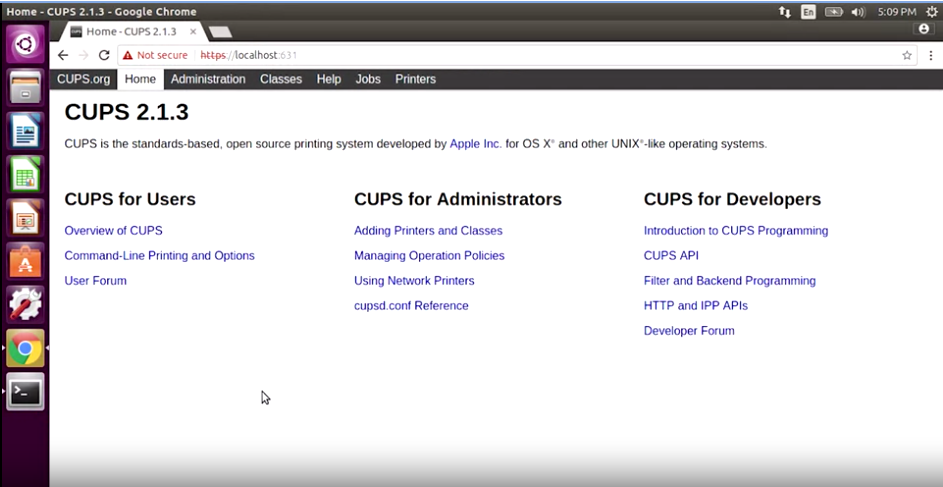 Home - CUPS 2.1.3 - Google Chrome
En
5:09 PM
Home - CUPS 2.1.3
Not secure
https://localhost:631
CUPS.org Home Administration Classes Help Jobs Printers
CUPS 2.1.3
CUPS is the standards-based, open source printing system developed by Apple Inc. for OS X® and other UNIX®-like operating systems.
CUPS for Users
Overview of CUPS
Command-Line Printing and Options
User Forum
CUPS for Administrators
Adding Printers and Classes
Managing Operation Policies
Using Network Printers
cupsd.conf Reference
CUPS for Developers
Introduction to CUPS Programming
CUPS API
Filter and Backend Programming
HTTP and IPP APIs
Developer Forum